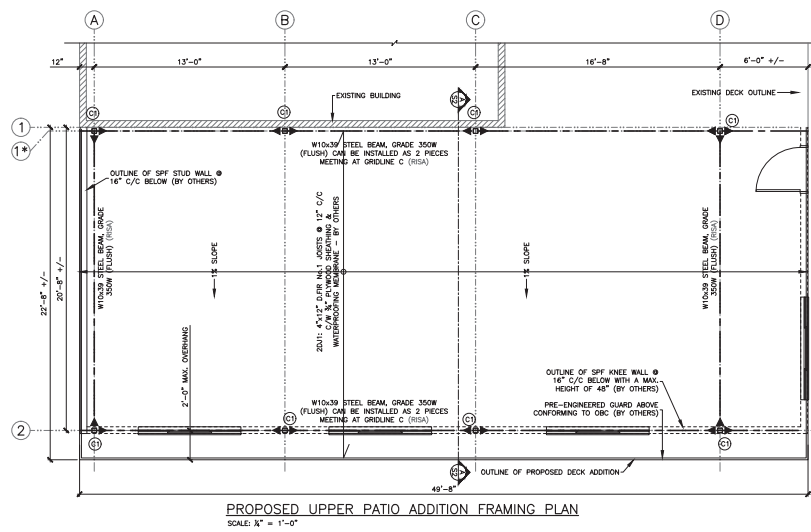 A
B
C
D
12"
13'-0"
13'-0"
16'-8"
6'-0" +/-
EXISTING BUILDING
EXISTING DECK OUTLINE
C1
C1
C1
C1
1
1*
A
S2
W10x39 STEEL BEAM, GRADE 350W
(FLUSH) CAN BE INSTALLED AS 2 PIECES
MEETING AT GRIDLINE C (RISA)
OUTLINE OF SPF STUD WALL @
16" C/C BELOW (BY OTHERS)
W10x39 STEEL BEAM, GRADE
350W (FLUSH) (RISA)
22'-8" +/-
20'-8" +/-
1% SLOPE
2DJ1: 4"x12" D.FIR No.1 JOISTS @ 12" C/C
C/W ¾" PLYWOOD SHEATHING &
WATERPROOFING MEMBRANE - BY OTHERS
1% SLOPE
W10x39 STEEL BEAM, GRADE
350W (FLUSH) (RISA)
2'-0" MAX. OVERHANG
OUTLINE OF SPF KNEE WALL @
16" C/C BELOW WITH A MAX.
HEIGHT OF 48" (BY OTHERS)
PRE-ENGINEERED GUARD ABOVE
CONFORMING TO OBC (BY OTHERS)
W10x39 STEEL BEAM, GRADE 350W
(FLUSH) CAN BE INSTALLED AS 2 PIECES
MEETING AT GRIDLINE C (RISA)
2
C1
C1
C1
C1
A
S2
OUTLINE OF PROPOSED DECK ADDITION
49'-8"
PROPOSED UPPER PATIO ADDITION FRAMING PLAN
SCALE: ¼" = 1'-0"